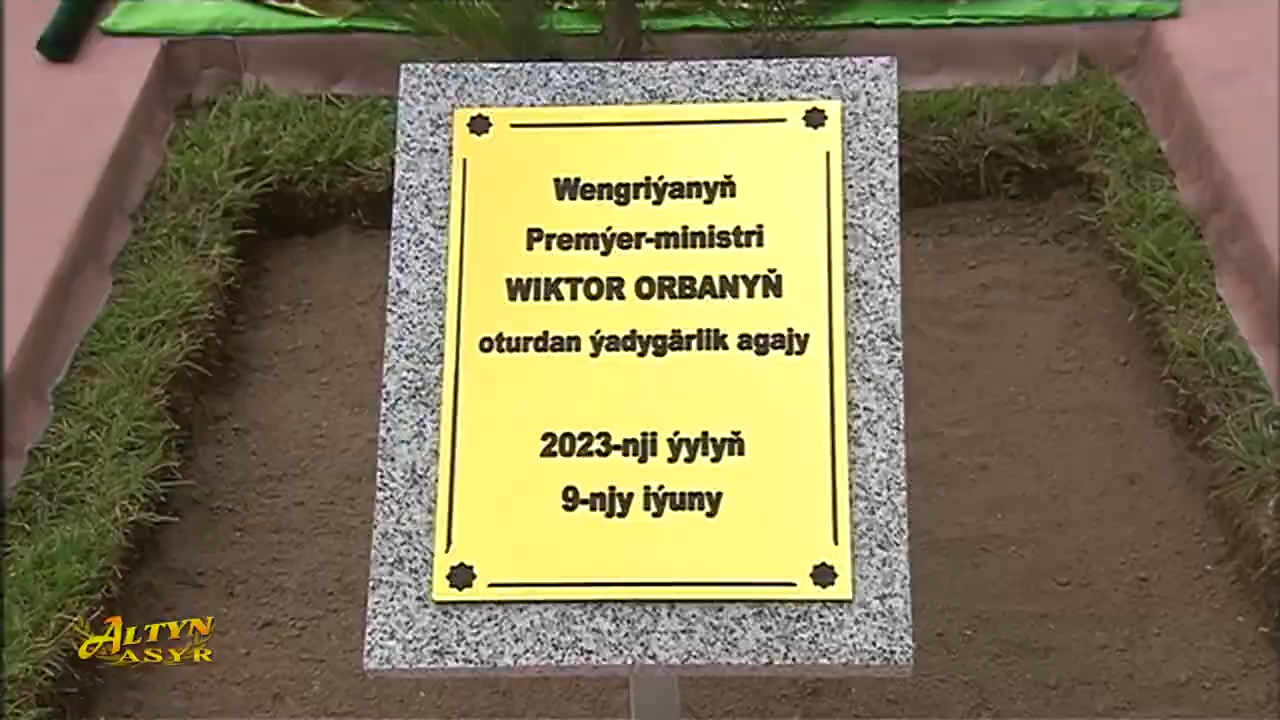 Wengriýanyň
Premýer-ministri
WIKTOR ORBANYŇ
oturdan ýadygärlik agajy
2023-nji ýylyň
9-njy iýuny
ALTYN
ASYR